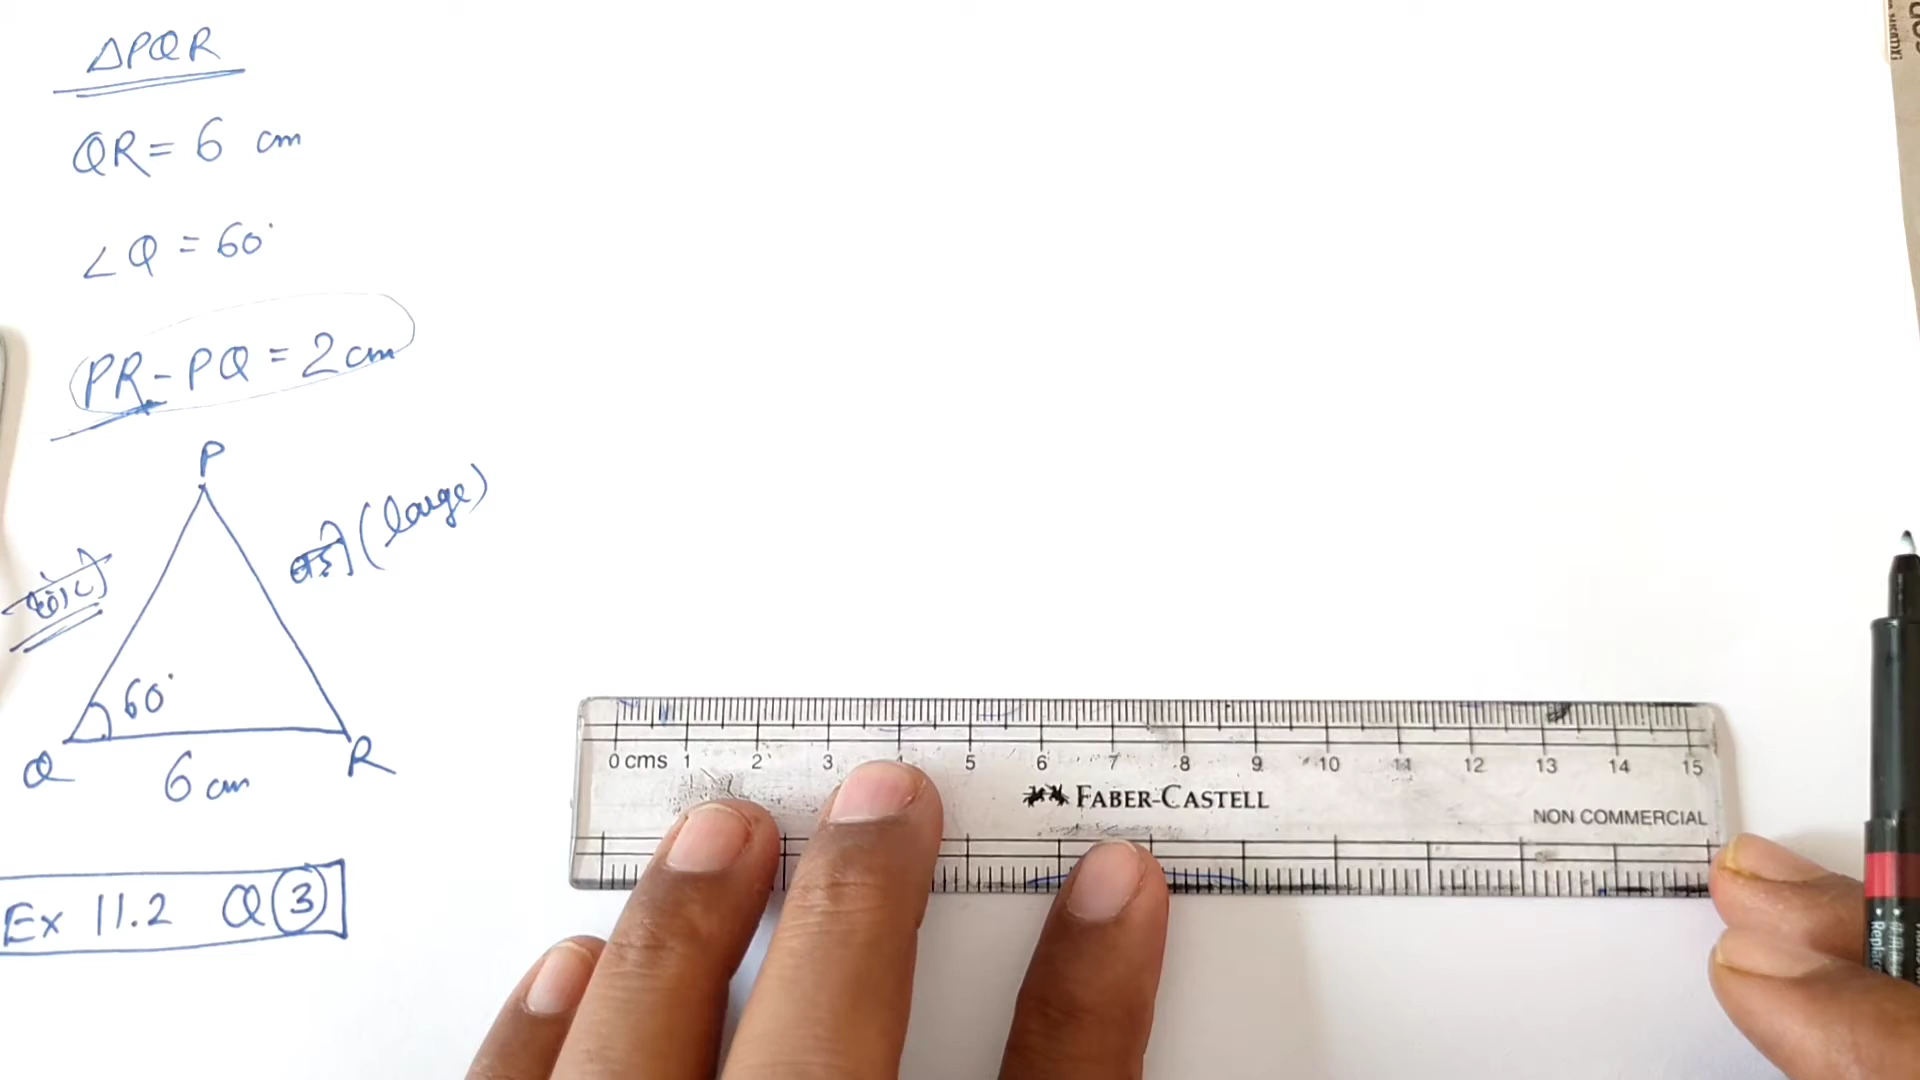 △PQR
QR = 6 cm
∠Q = 60°
PR - PQ = 2 cm
P
बड़ी (large)
60°
Q
6 cm
R
Ex 11.2 Q 3
0 cms 1 2 3 4 5 6 7 8 9 10 11 12 13 14 15
FABER-CASTELL
NON COMMERCIAL